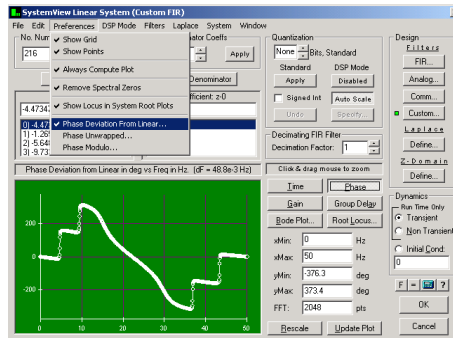 SystemView Linear System (Custom FIR)
File Edit Preferences DSP Mode Filters Laplace System Window
No. Num
216
Show Grid
Show Points
Always Compute Plot
Remove Spectral Zeros
Show Locus in System Root Plots
Phase Deviation From Linear...
Phase Unwrapped...
Phase Modulo...
ator Coeffs
Apply
Denominator
fficient: z-0
-4.4734
0) -4.47
1) -1.26
2) -5.64
3) -9.73
Quantization
None Bits, Standard
Standard DSP Mode
Apply Disabled
Signed Int Auto Scale
Undo Specify...
Decimating FIR Filter
Decimation Factor: 1
Design
Filters
FIR...
Analog...
Comm...
Custom...
Laplace
Define...
Z-Domain
Define...
Phase Deviation from Linear in deg vs Freq in Hz. (dF = 48.8e-3 Hz)
Click & drag mouse to zoom
Time Phase
Gain Group Delay
Bode Plot... Root Locus...
xMin: 0 Hz
xMax: 50 Hz
yMin: -376.3 deg
yMax: 373.4 deg
FFT: 2048 pts
Rescale Update Plot
Dynamics
Run Time Only
Transient
Non Transient
Initial Cond:
0
F = ?
OK
Cancel
200
0
-200
0 10 20 30 40 50